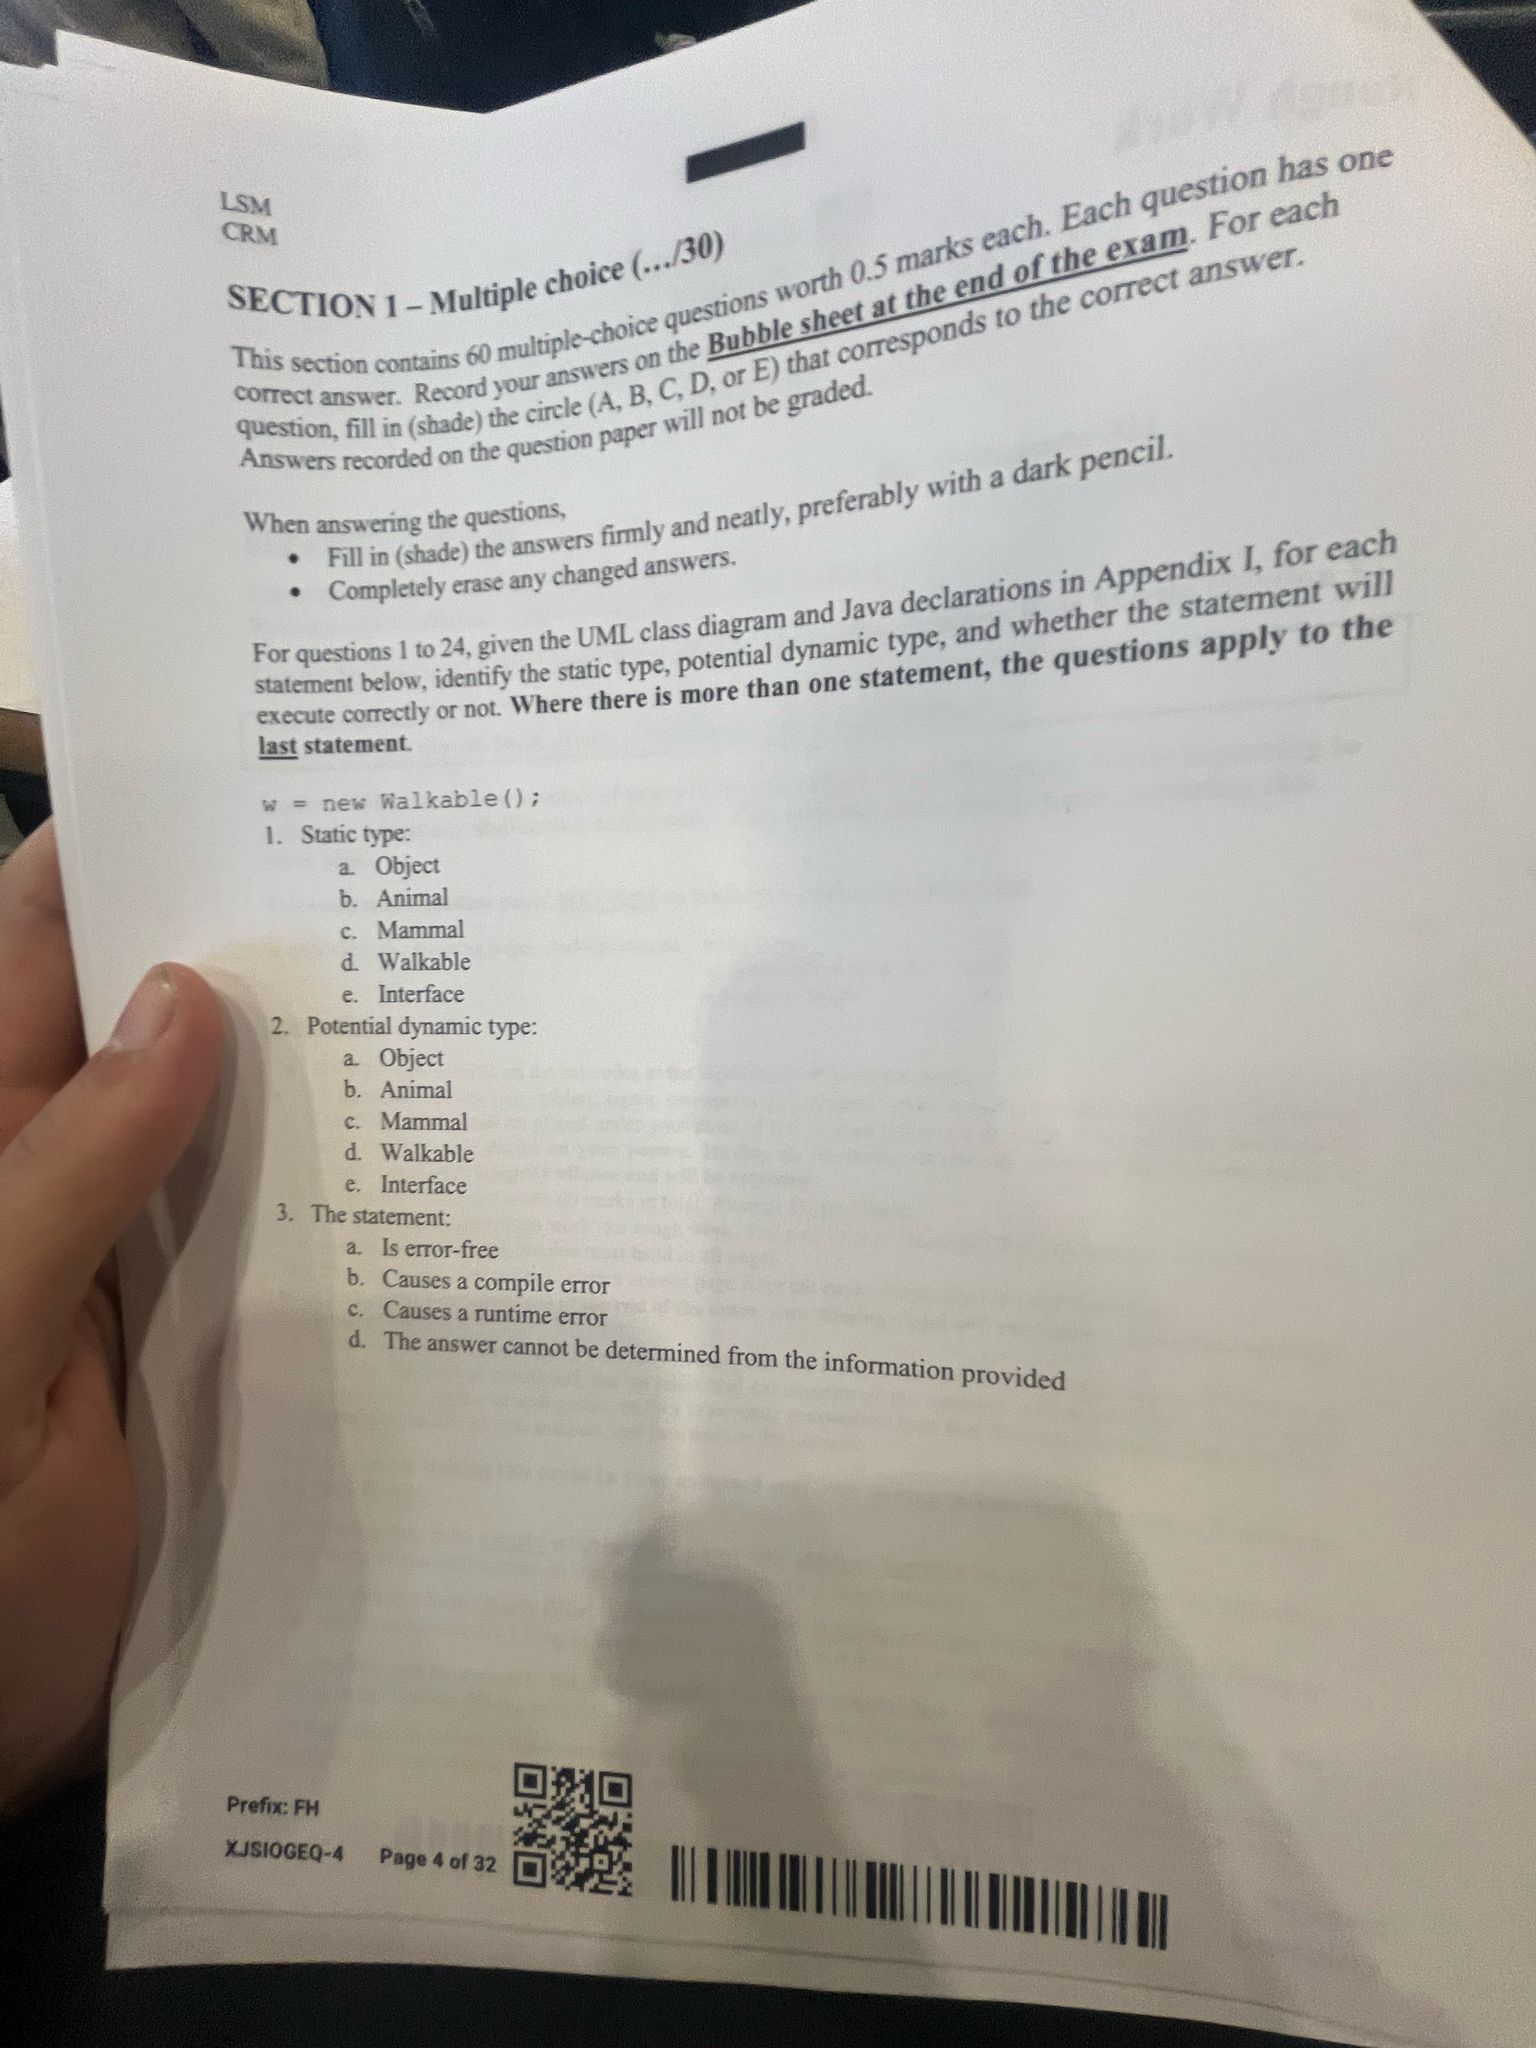 LSM
CRM
SECTION 1 – Multiple choice (.../30)
This section contains 60 multiple-choice questions worth 0.5 marks each. Each question has one
correct answer. Record your answers on the Bubble sheet at the end of the exam. For each
question, fill in (shade) the circle (A, B, C, D, or E) that corresponds to the correct answer.
Answers recorded on the question paper will not be graded.
When answering the questions,
• Fill in (shade) the answers firmly and neatly, preferably with a dark pencil.
• Completely erase any changed answers.
For questions 1 to 24, given the UML class diagram and Java declarations in Appendix I, for each
statement below, identify the static type, potential dynamic type, and whether the statement will
execute correctly or not. Where there is more than one statement, the questions apply to the
last statement.
w = new Walkable();
1. Static type:
a. Object
b. Animal
c. Mammal
d. Walkable
e. Interface
2. Potential dynamic type:
a. Object
b. Animal
c. Mammal
d. Walkable
e. Interface
3. The statement:
a. Is error-free
b. Causes a compile error
c. Causes a runtime error
d. The answer cannot be determined from the information provided
Prefix: FH
XJSIOGEQ-4 Page 4 of 32